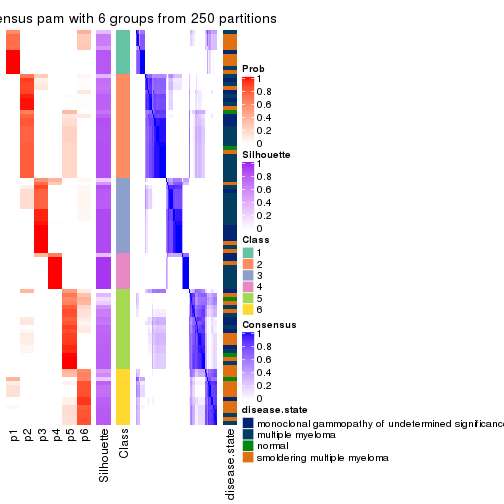 ensus pam with 6 groups from 250 partitions
Prob
1
0.8
0.6
0.4
0.2
0
Silhouette
1
0.8
0.6
0.4
0.2
0
Class
1
2
3
4
5
6
Consensus
1
0.8
0.6
0.4
0.2
0
disease.state
monoclonal gammopathy of undetermined significance
multiple myeloma
normal
smoldering multiple myeloma
p1
p2
p3
p4
p5
p6
Silhouette
Class
disease.state